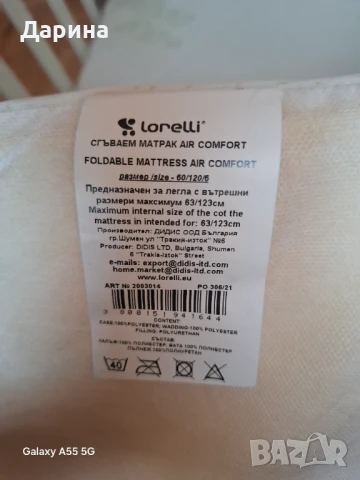 Дарина
lorelli
СГЪВАЕМ МАТРАК AIR COMFORT
FOLDABLE MATTRESS AIR COMFORT
размер /size - 60/120/6
Предназначен за легла с вътрешни
размери максимум 63/123см
Maximum internal size of the cot the
mattress in intended for: 63/123cm
Производител: ДИДИС ООД България
гр.Шумен ул "Тракия-изток" №6
Producer: DIDIS LTD, Bulgaria, Shumen
6 "Trakia-Iztok" Street
e-mails: export@didis-ltd.com
home.market@didis-ltd.com
ART № 2003014 PO 306/21
3 800151 941644
CONTENT
CASE:100%POLYESTER; WADDING:100%POLYESTER
FILLING: POLYURETHAN
СЪСТАВ
КАЛЪП: 100% ПОЛИЕСТЕР, ВАТА 100% ПОЛИЕСТЕР
ПЪЛНЕЖ:100%ПОЛИУРЕТАН
40
Galaxy A55 5G
BAZAR
bg